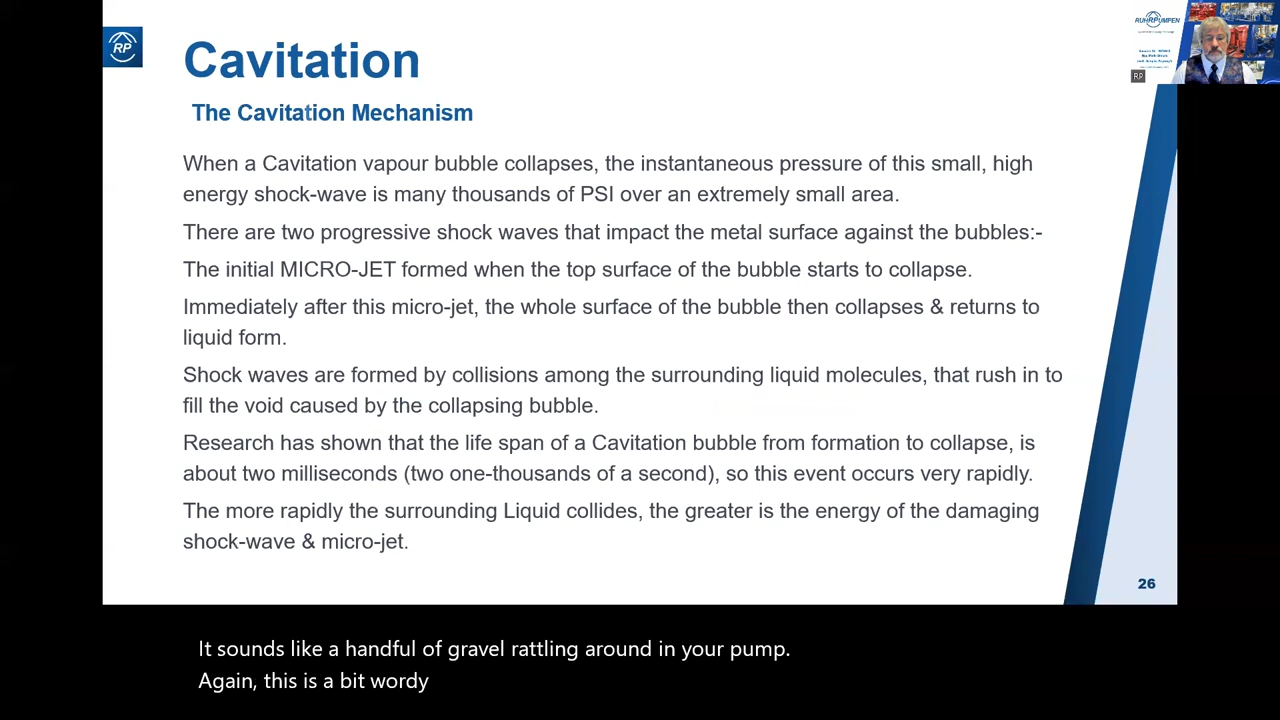 RP
Cavitation
RUHRPUMPEN
RP
The Cavitation Mechanism
When a Cavitation vapour bubble collapses, the instantaneous pressure of this small, high
energy shock-wave is many thousands of PSI over an extremely small area.
There are two progressive shock waves that impact the metal surface against the bubbles:-
The initial MICRO-JET formed when the top surface of the bubble starts to collapse.
Immediately after this micro-jet, the whole surface of the bubble then collapses & returns to
liquid form.
Shock waves are formed by collisions among the surrounding liquid molecules, that rush in to
fill the void caused by the collapsing bubble.
Research has shown that the life span of a Cavitation bubble from formation to collapse, is
about two milliseconds (two one-thousands of a second), so this event occurs very rapidly.
The more rapidly the surrounding Liquid collides, the greater is the energy of the damaging
shock-wave & micro-jet.
26
It sounds like a handful of gravel rattling around in your pump.
Again, this is a bit wordy